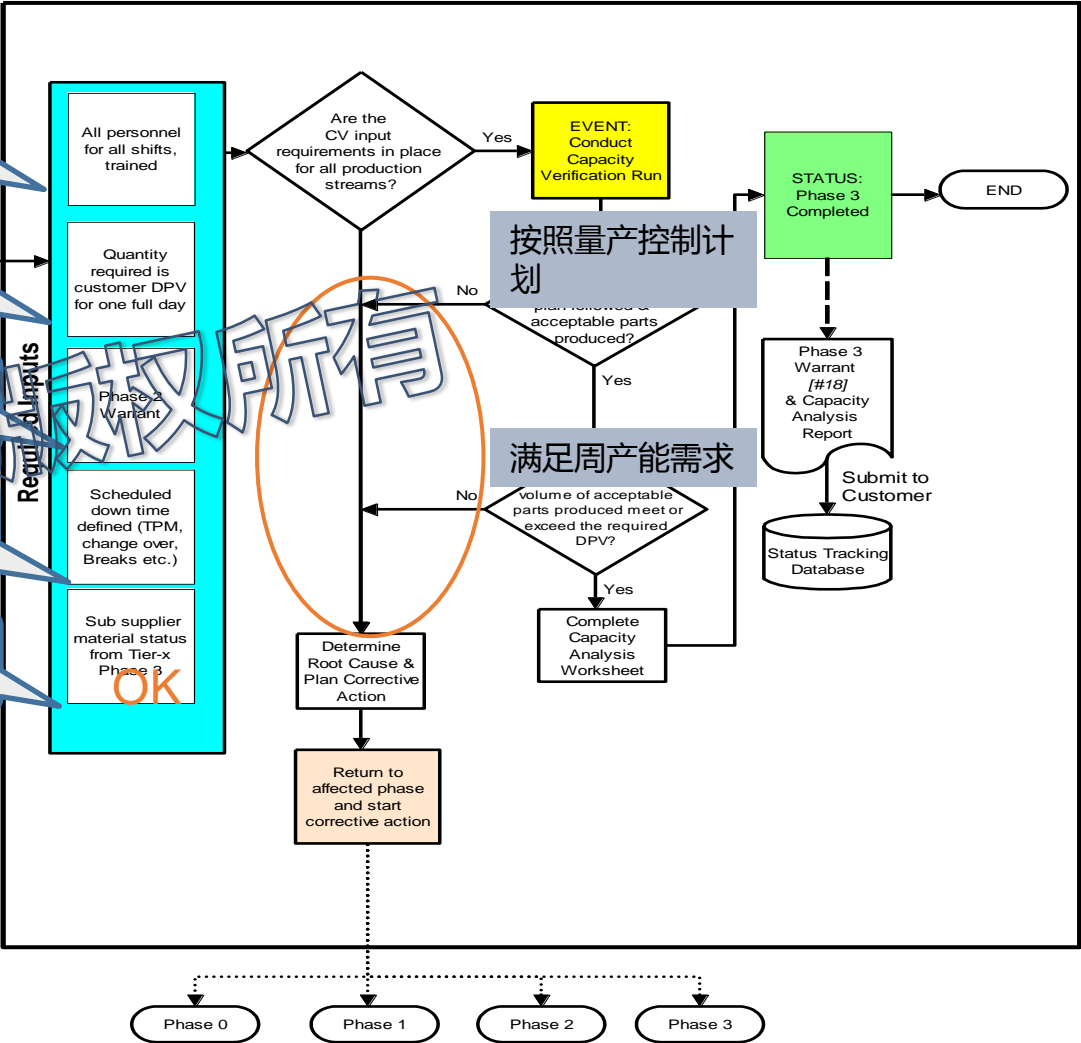 Required Inputs
All personnel
for all shifts,
trained
Quantity
required is
customer DPV
for one full day
Phase 2
Warrant
Scheduled
down time
defined (TPM,
change over,
Breaks etc.)
Sub supplier
material status
from Tier-x
Phase 3
OK
版权所有
Are the
CV input
requirements in place
for all production
streams?
Yes
EVENT:
Conduct
Capacity
Verification Run
按照量产控制计
划
plan followed &
acceptable parts
produced?
No
Yes
满足周产能需求
volume of acceptable
parts produced meet or
exceed the required
DPV?
No
Yes
Complete
Capacity
Analysis
Worksheet
STATUS:
Phase 3
Completed
END
Phase 3
Warrant
[#18]
& Capacity
Analysis
Report
Submit to
Customer
Status Tracking
Database
Determine
Root Cause &
Plan Corrective
Action
Return to
affected phase
and start
corrective action
Phase 0
Phase 1
Phase 2
Phase 3